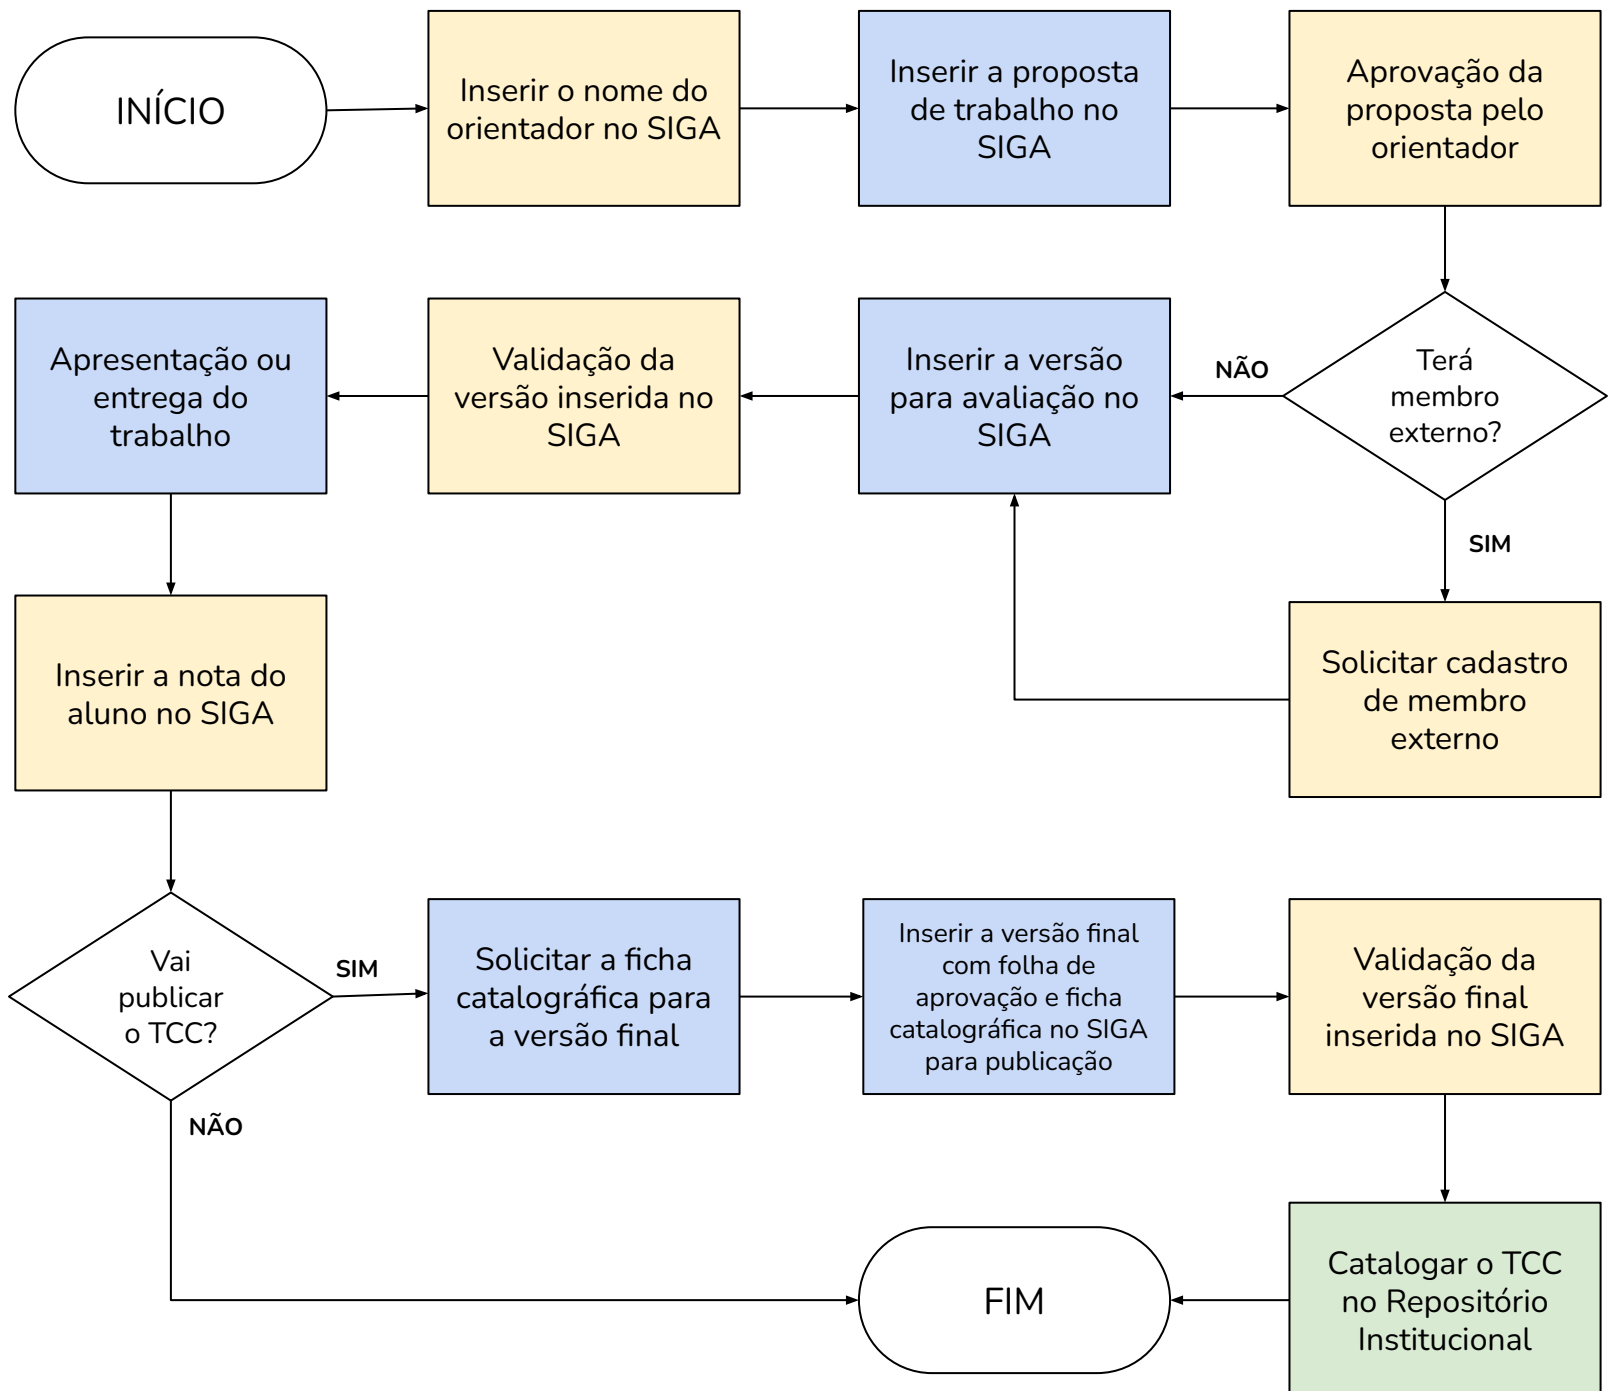 INÍCIO
Inserir o nome do
orientador no SIGA
Inserir a proposta
de trabalho no
SIGA
Aprovação da
proposta pelo
orientador
Terá
membro
externo?
NÃO
SIM
Inserir a versão
para avaliação no
SIGA
Validação da
versão inserida no
SIGA
Apresentação ou
entrega do
trabalho
Solicitar cadastro
de membro
externo
Inserir a nota do
aluno no SIGA
Vai
publicar
o TCC?
SIM
NÃO
Solicitar a ficha
catalográfica para
a versão final
Inserir a versão final
com folha de
aprovação e ficha
catalográfica no SIGA
para publicação
Validação da
versão final
inserida no SIGA
Catalogar o TCC
no Repositório
Institucional
FIM